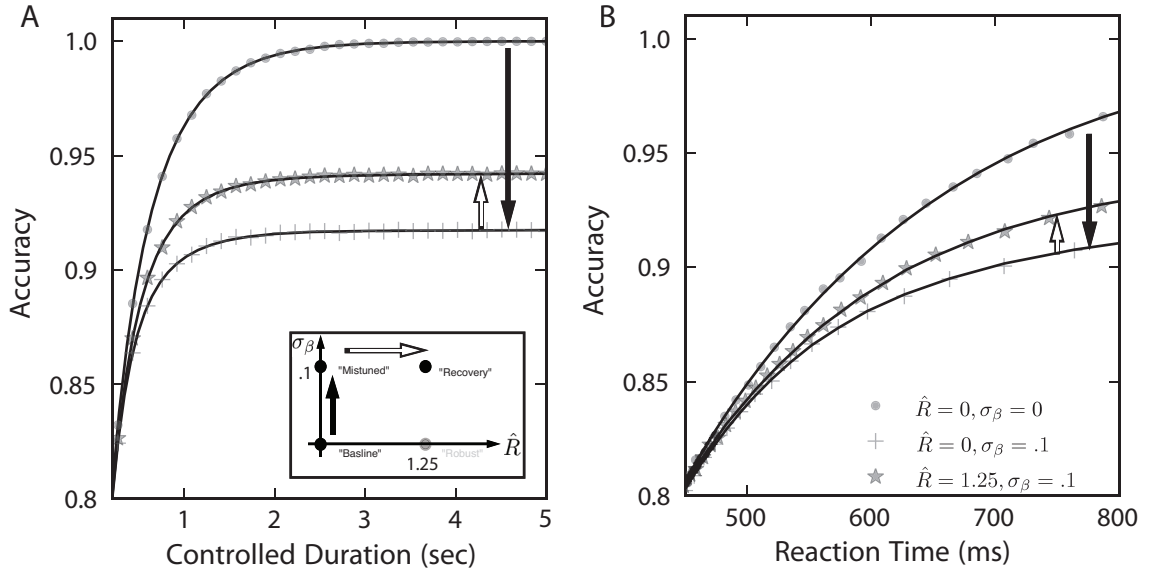 A
1.0
0.95
0.9
0.85
0.8
Accuracy
1
2
3
4
5
Controlled Duration (sec)
σβ
.1
"Mistuned"
"Recovery"
"Basline"
"Robust"
R̂
1.25
B
1.0
0.95
0.9
0.85
0.8
Accuracy
R̂ = 0, σβ = 0
R̂ = 0, σβ = .1
R̂ = 1.25, σβ = .1
500
600
700
800
Reaction Time (ms)